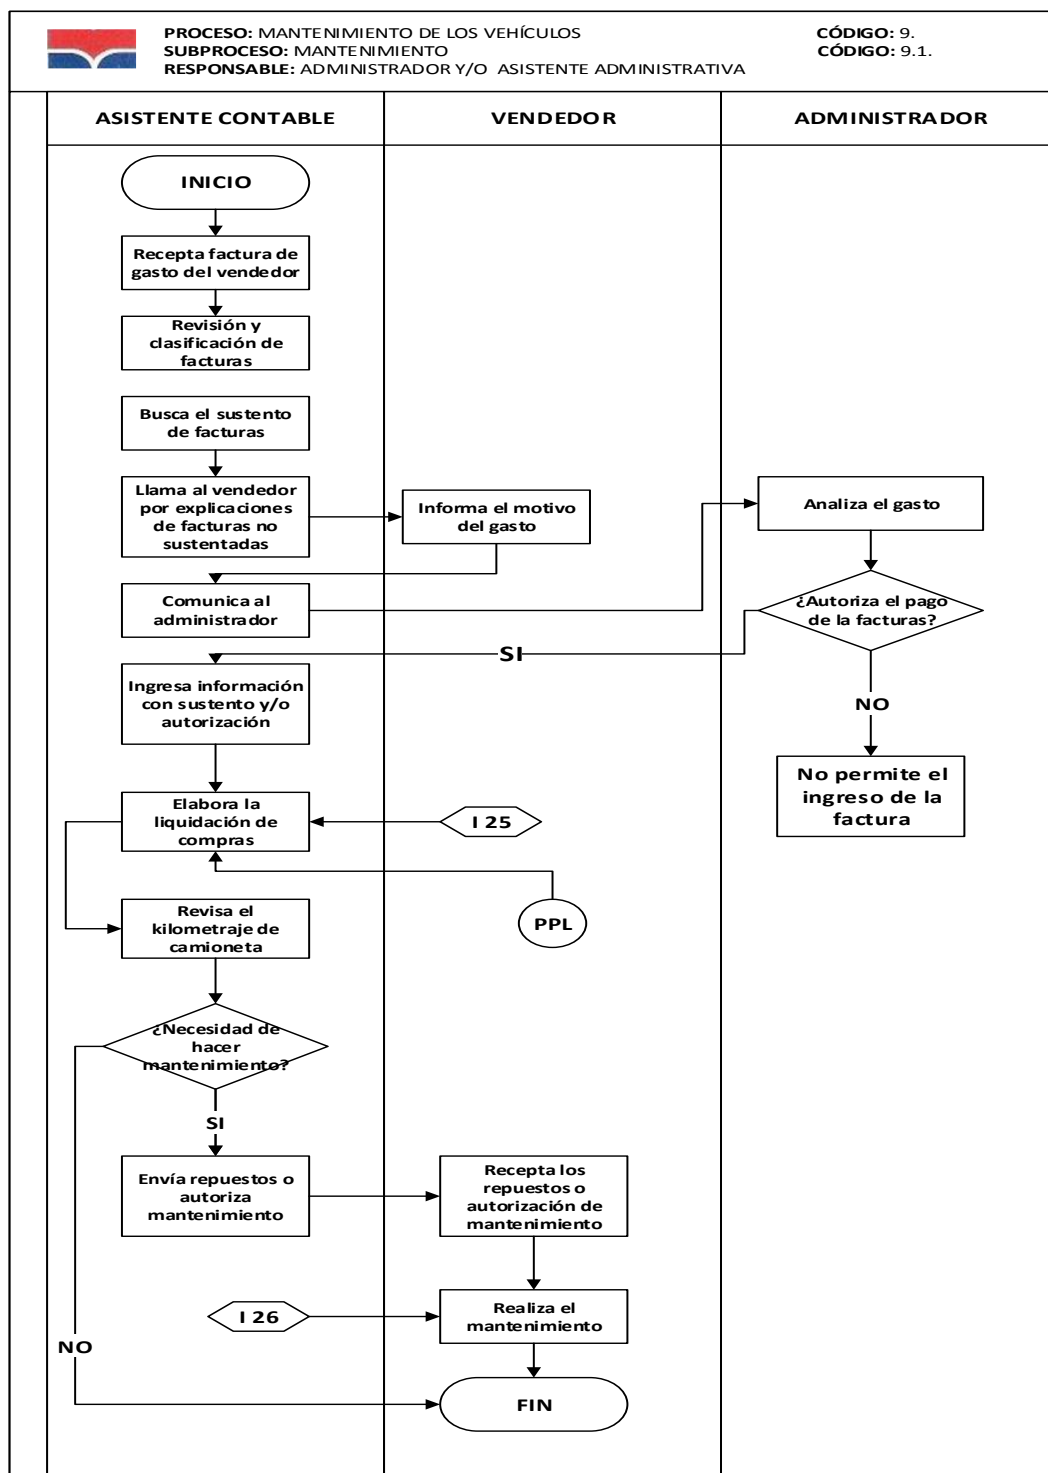 PROCESO: MANTENIMIENTO DE LOS VEHÍCULOS
CÓDIGO: 9.
SUBPROCESO: MANTENIMIENTO
CÓDIGO: 9.1.
RESPONSABLE: ADMINISTRADOR Y/O ASISTENTE ADMINISTRATIVA
ASISTENTE CONTABLE
VENDEDOR
ADMINISTRADOR
INICIO
Recepta factura de
gasto del vendedor
Revisión y
clasificación de
facturas
Busca el sustento
de facturas
Llama al vendedor
por explicaciones
de facturas no
sustentadas
Informa el motivo
del gasto
Analiza el gasto
Comunica al
administrador
¿Autoriza el pago
de la facturas?
SI
Ingresa información
con sustento y/o
autorización
NO
No permite el
ingreso de la
factura
Elabora la
liquidación de
compras
I 25
PPL
Revisa el
kilometraje de
camioneta
¿Necesidad de
hacer
mantenimiento?
SI
Envía repuestos o
autoriza
mantenimiento
Recepta los
repuestos o
autorización de
mantenimiento
I 26
Realiza el
mantenimiento
NO
FIN